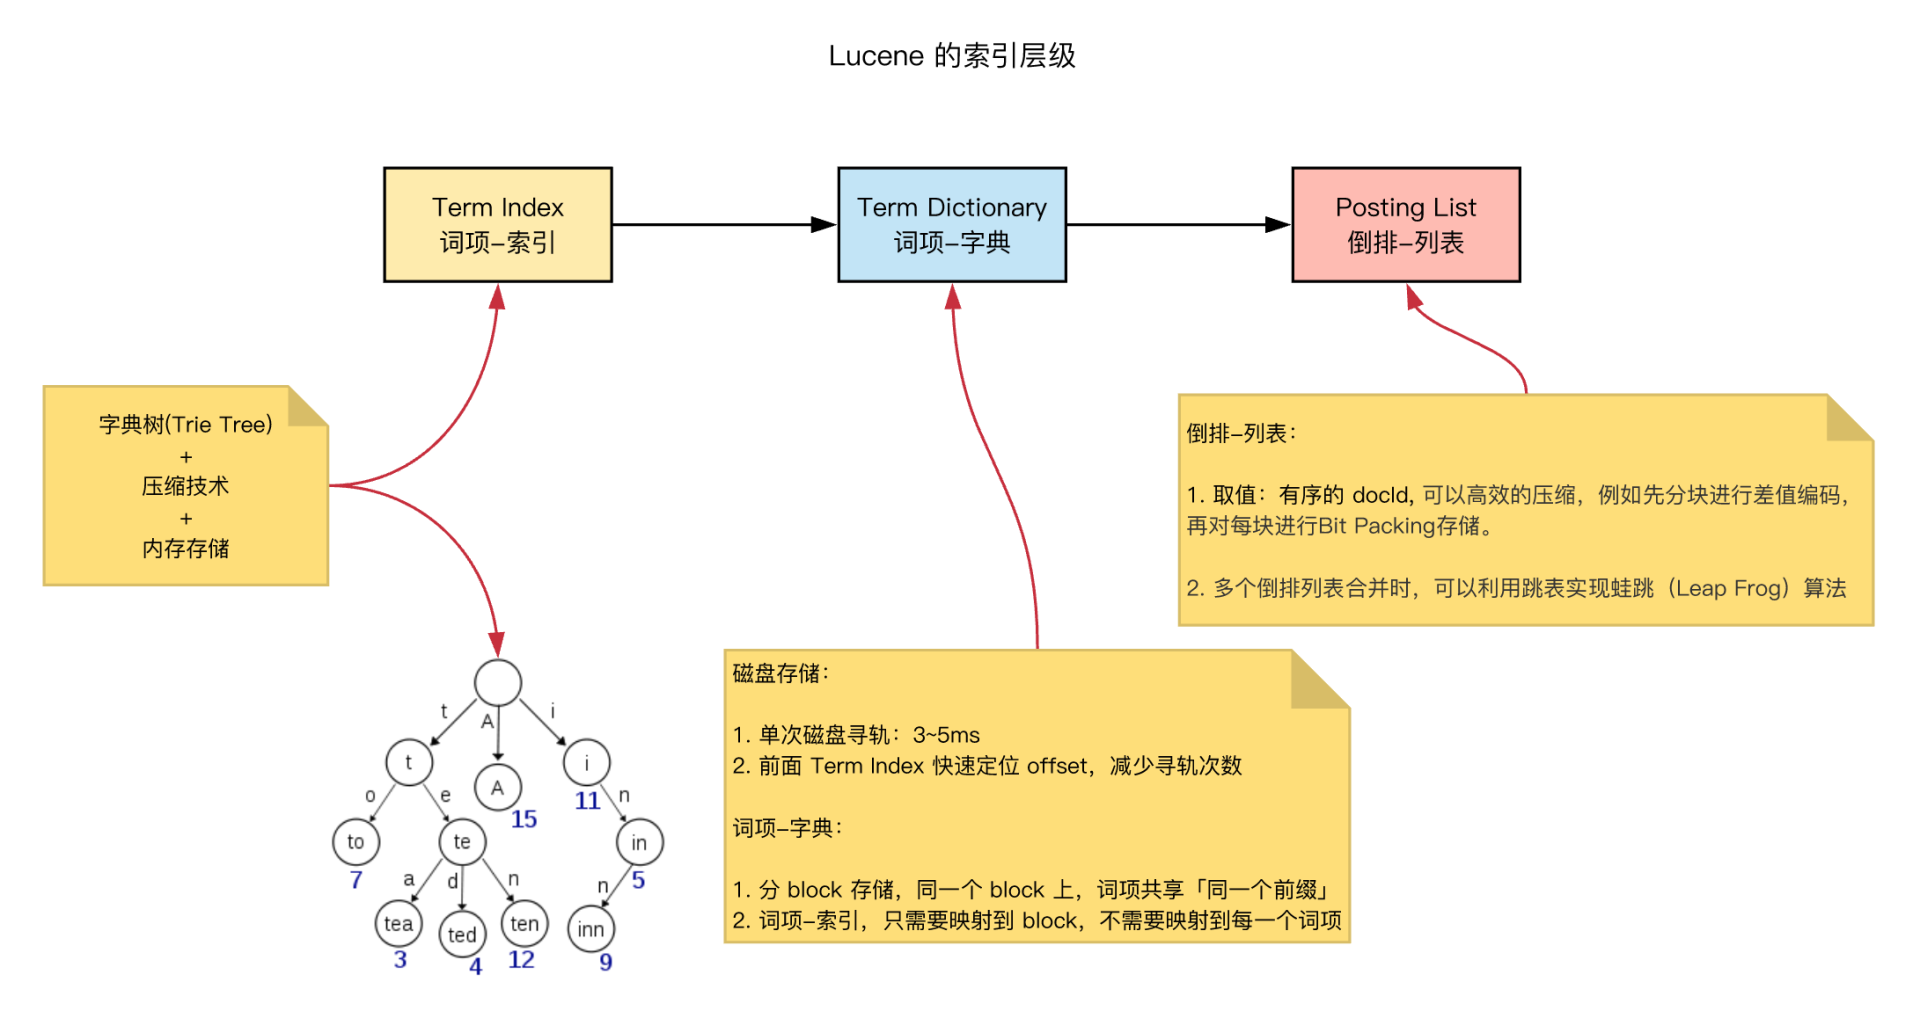 Lucene 的索引层级
Term Index
词项-索引
Term Dictionary
词项-字典
Posting List
倒排-列表
字典树(Trie Tree)
+
压缩技术
+
内存存储
倒排-列表：
1. 取值：有序的 docId, 可以高效的压缩，例如先分块进行差值编码，
再对每块进行Bit Packing存储。
2. 多个倒排列表合并时，可以利用跳表实现蛙跳（Leap Frog）算法
磁盘存储：
1. 单次磁盘寻轨：3~5ms
2. 前面 Term Index 快速定位 offset，减少寻轨次数
词项-字典：
1. 分 block 存储，同一个 block 上，词项共享「同一个前缀」
2. 词项-索引，只需要映射到 block，不需要映射到每一个词项
t
A
i
t
A
i
15
11
o
e
n
to
te
in
7
5
a
d
n
n
tea
ted
ten
inn
3
4
12
9